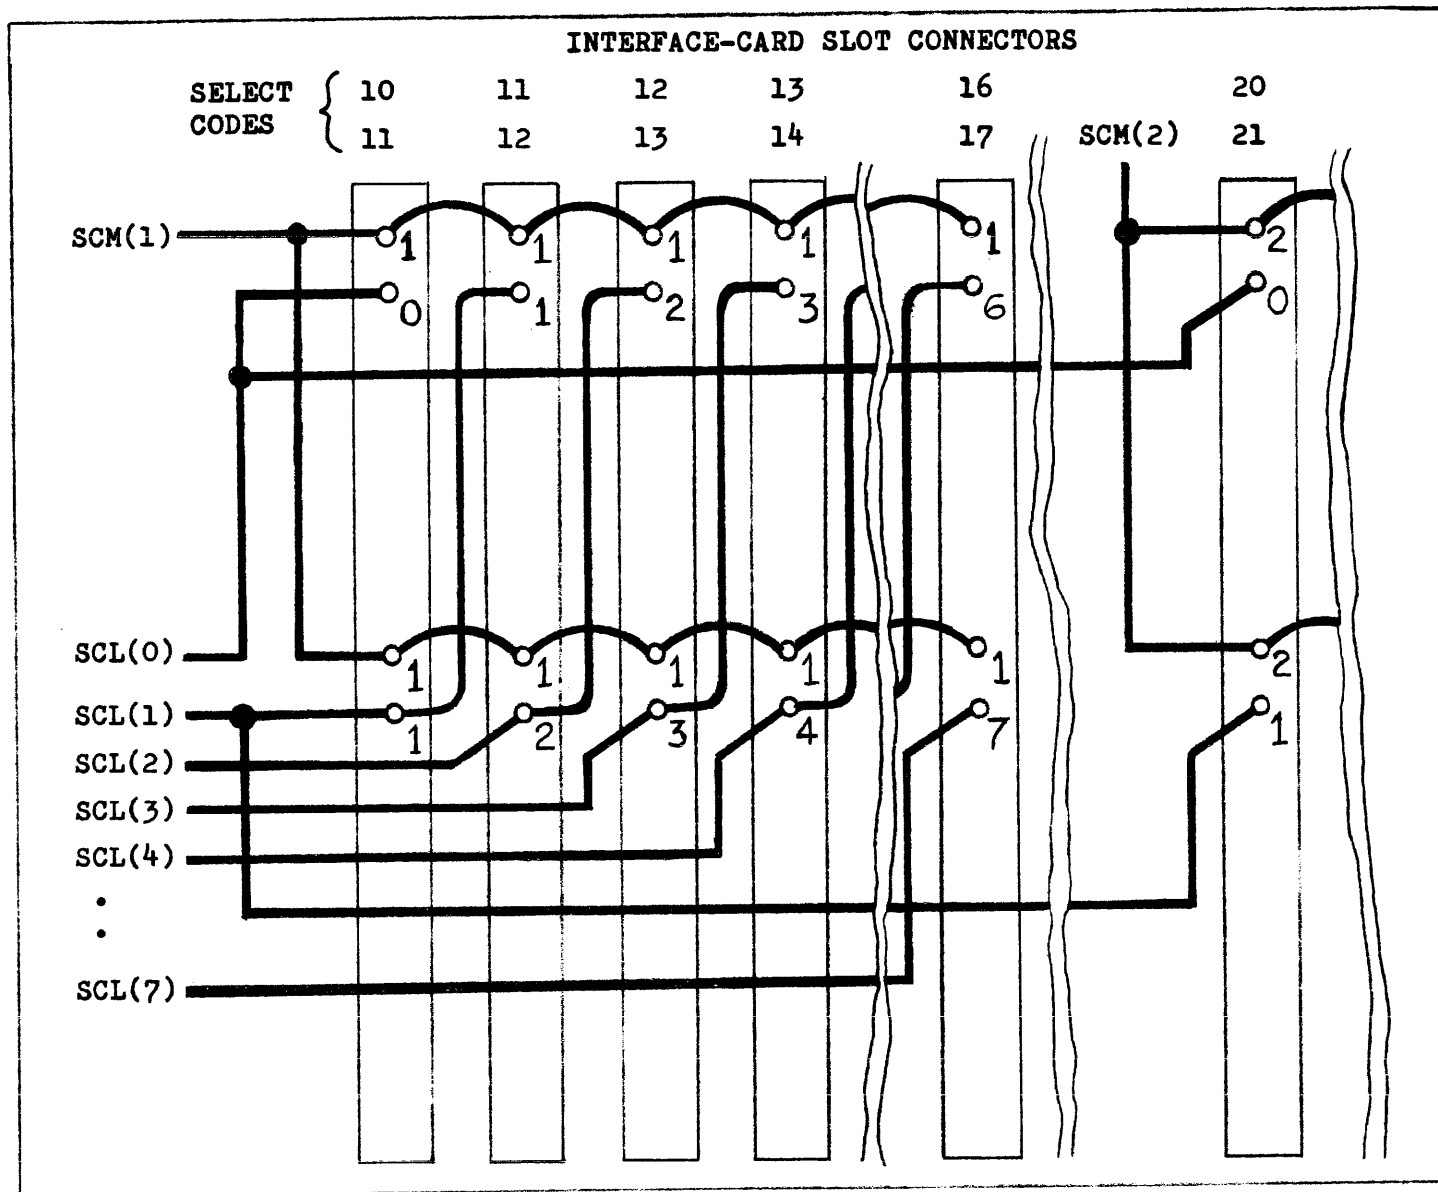 INTERFACE-CARD SLOT CONNECTORS
SELECT CODES { 10 11 12 13 16 20
11 12 13 14 17 SCM(2) 21
SCM(1) 1 1 1 1 1 2
0 1 2 3 6 0
SCL(0) 1 1 1 1 1 2
SCL(1) 1 2 3 4 7 1
SCL(2)
SCL(3)
SCL(4)
SCL(7)